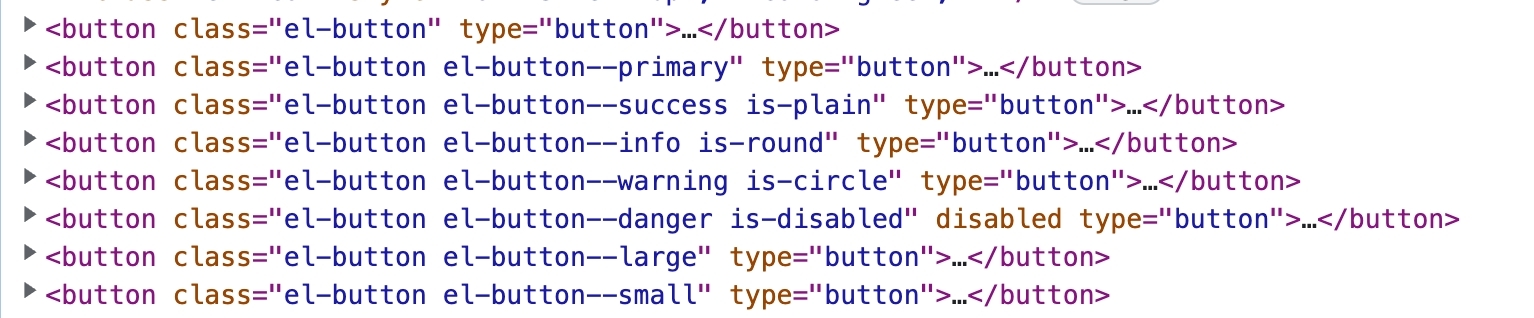 <button class="el-button" type="button">…</button>
<button class="el-button el-button--primary" type="button">…</button>
<button class="el-button el-button--success is-plain" type="button">…</button>
<button class="el-button el-button--info is-round" type="button">…</button>
<button class="el-button el-button--warning is-circle" type="button">…</button>
<button class="el-button el-button--danger is-disabled" disabled type="button">…</button>
<button class="el-button el-button--large" type="button">…</button>
<button class="el-button el-button--small" type="button">…</button>